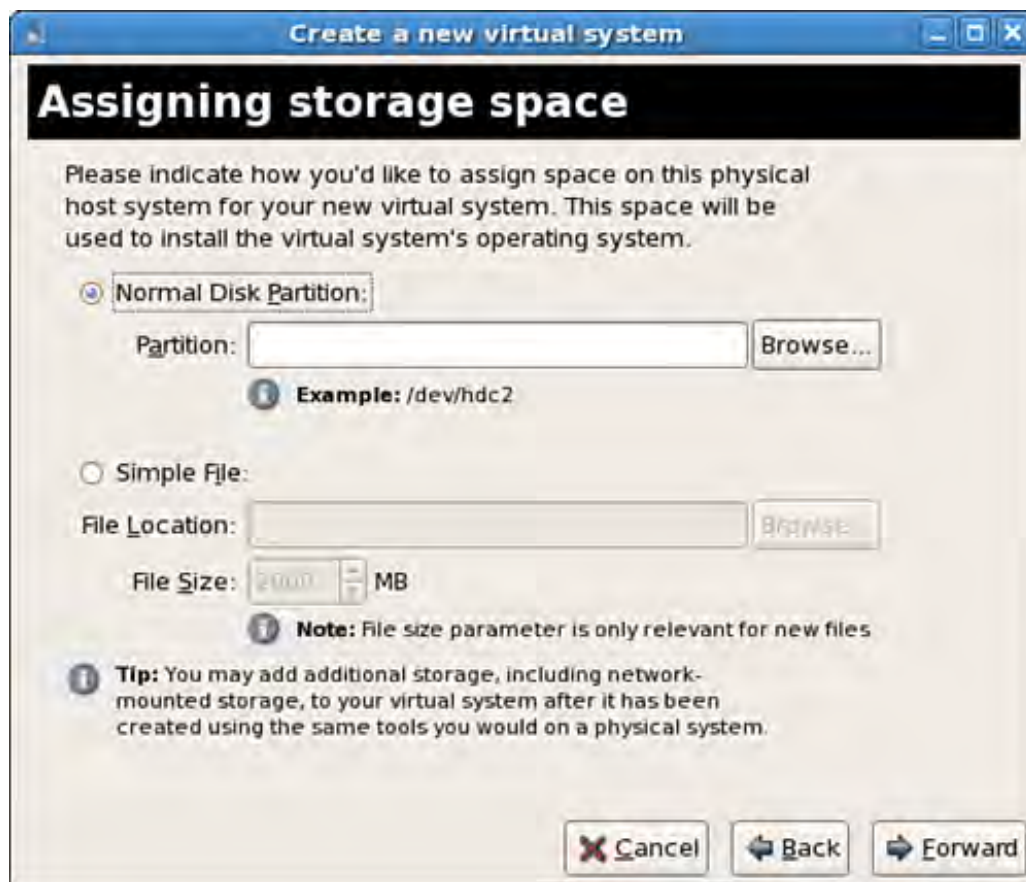 Create a new virtual system
Assigning storage space
Please indicate how you'd like to assign space on this physical
host system for your new virtual system. This space will be
used to install the virtual system's operating system.
Normal Disk Partition:
Partition: Browse...
Example: /dev/hdc2
Simple File:
File Location: Browse...
File Size: 2000 MB
Note: File size parameter is only relevant for new files
Tip: You may add additional storage, including network-
mounted storage, to your virtual system after it has been
created using the same tools you would on a physical system.
Cancel Back Forward